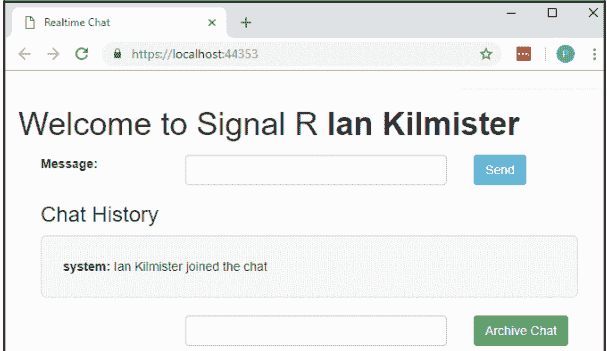 Realtime Chat
https://localhost:44353
P
Welcome to Signal R Ian Kilmister
Message:
Send
Chat History
system: Ian Kilmister joined the chat
Archive Chat